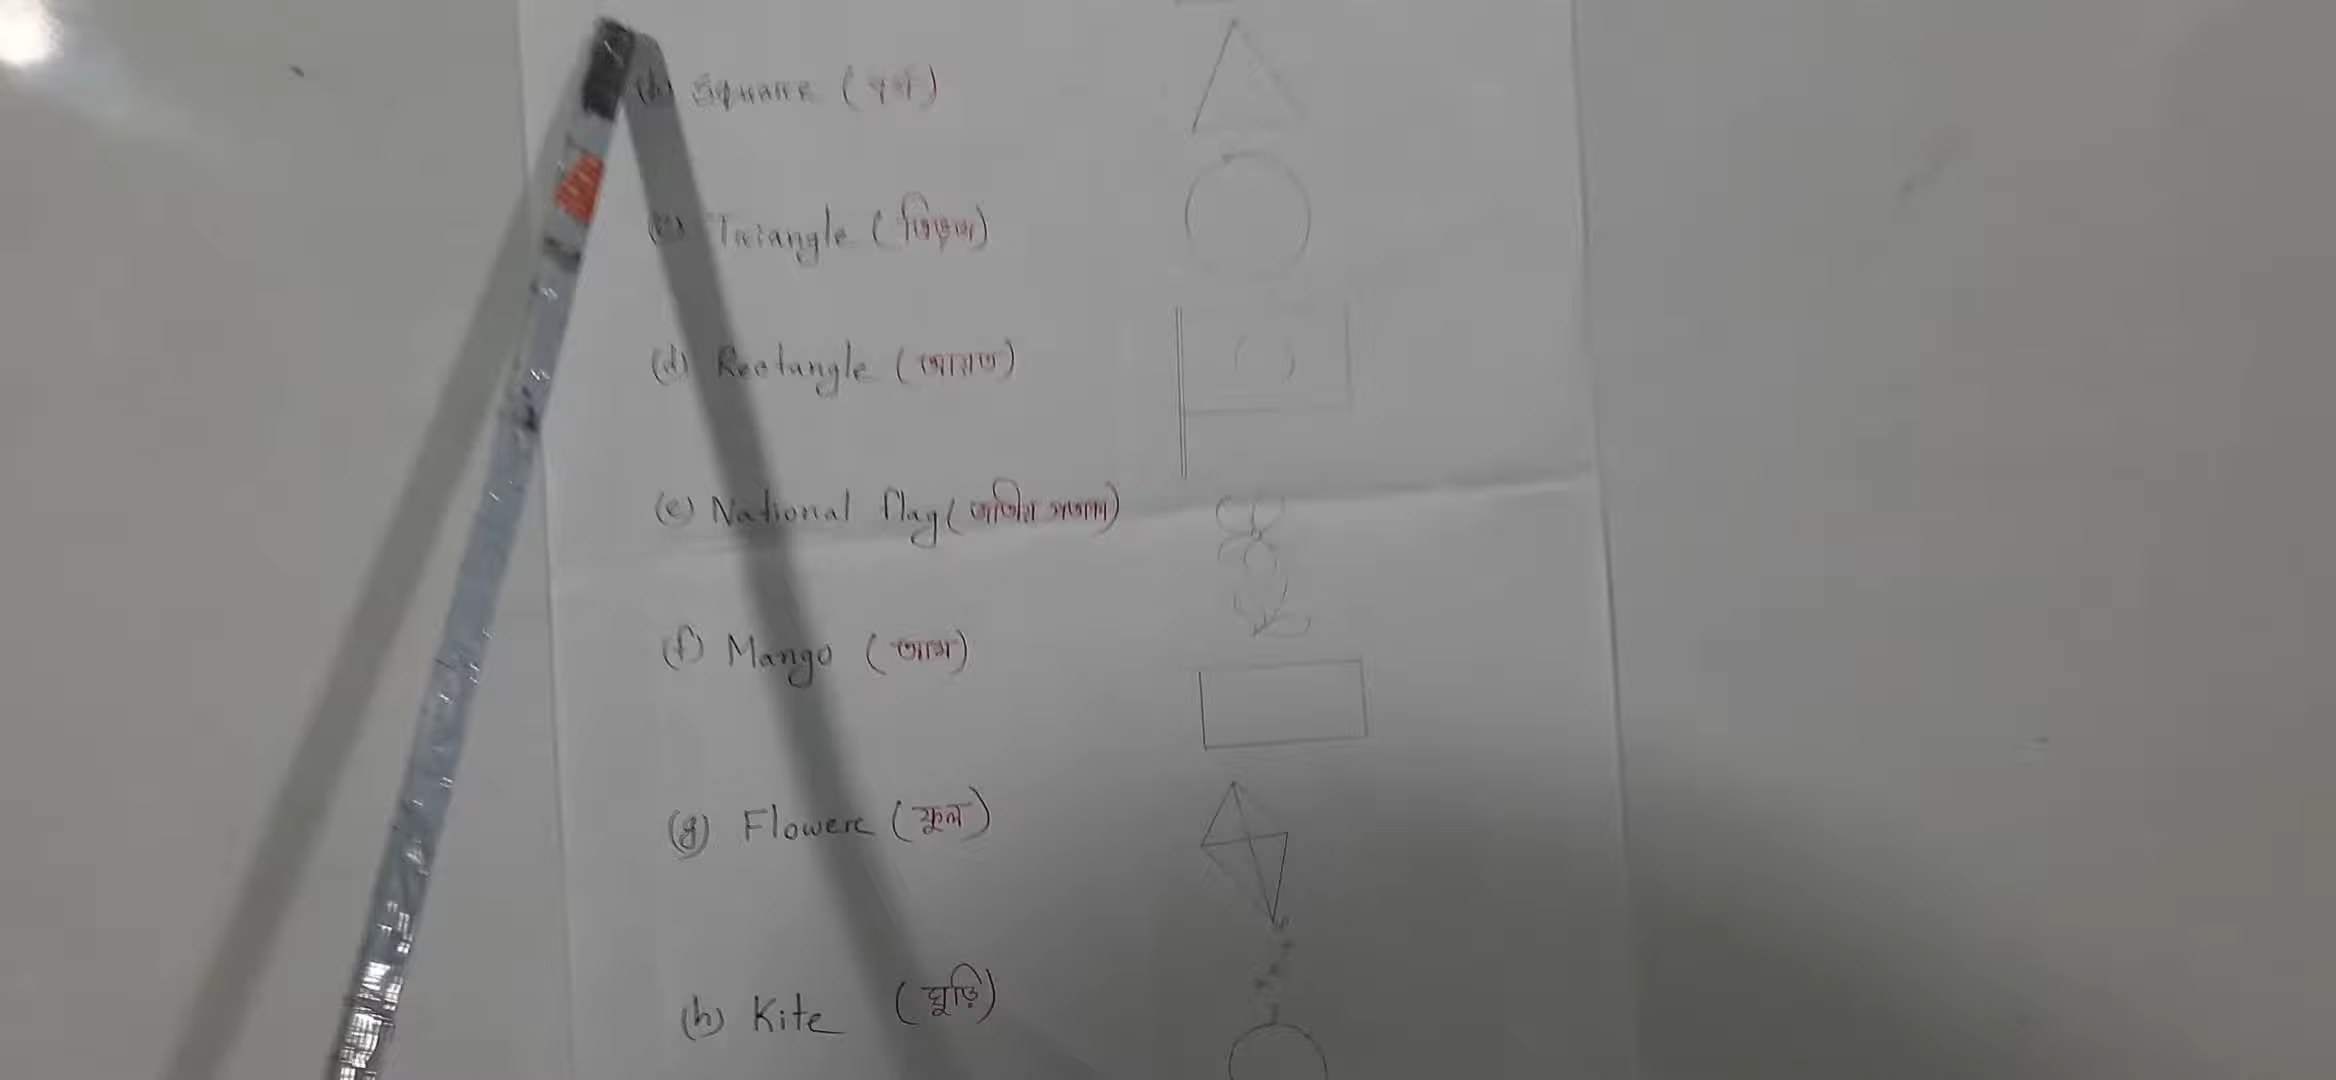 (b) Square (বর্গ)
(c) Triangle (ত্রিভুজ)
(d) Rectangle (আয়ত)
(e) National flag (জাতীয় পতাকা)
(f) Mango (আম)
(g) Flower (ফুল)
(h) Kite (ঘুড়ি)